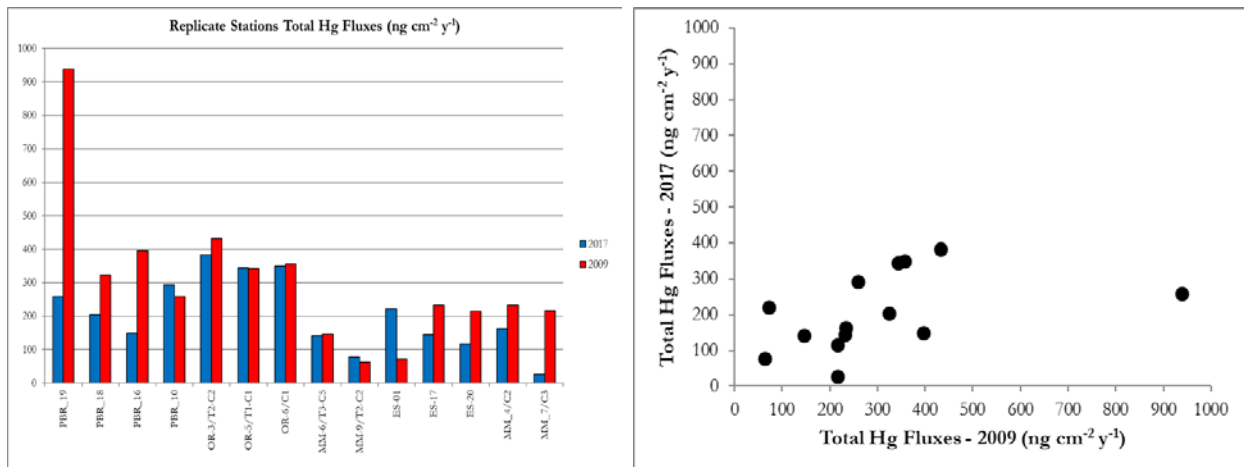 Replicate Stations Total Hg Fluxes (ng cm⁻² y⁻¹)
1000
900
800
700
600
500
400
300
200
100
0
PBR_19
PBR_18
PBR_16
PBR_10
OR-3/T2-C2
OR-5/T1-C1
OR-6/C1
MM-6/T3-C5
MM-9/T2-C2
ES-01
ES-17
ES-20
MM_4/C2
MM_7/C3
2017
2009
Total Hg Fluxes - 2017 (ng cm⁻² y⁻¹)
1000
900
800
700
600
500
400
300
200
100
0
0 100 200 300 400 500 600 700 800 900 1000
Total Hg Fluxes - 2009 (ng cm⁻² y⁻¹)